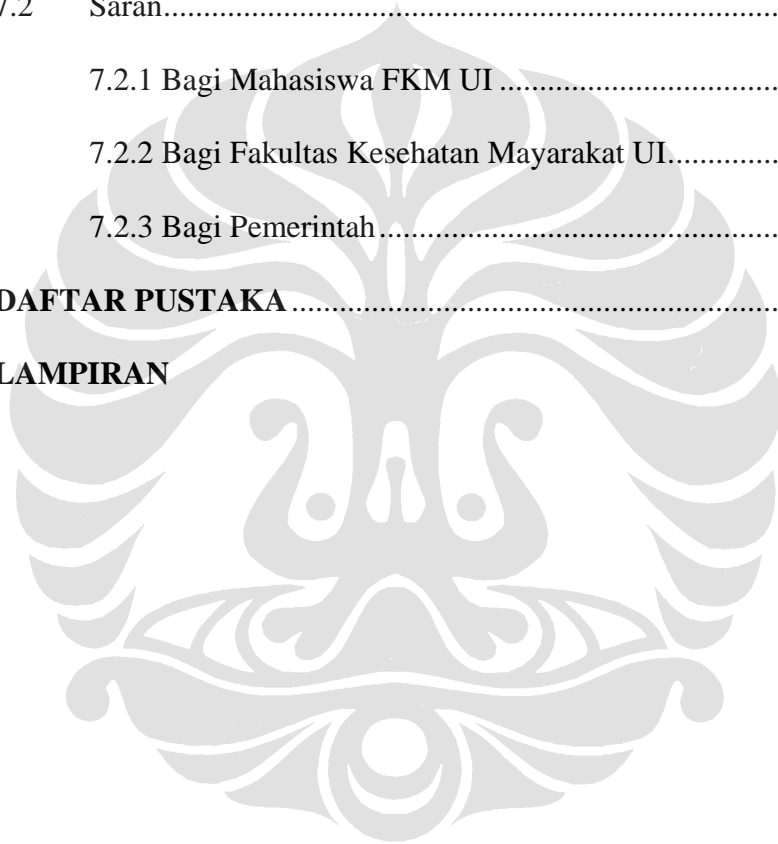 7.2 Saran........................................................................................
7.2.1 Bagi Mahasiswa FKM UI ..................................
7.2.2 Bagi Fakultas Kesehatan Mayarakat UI..............
7.2.3 Bagi Pemerintah..................................................
DAFTAR PUSTAKA..............................................................
LAMPIRAN